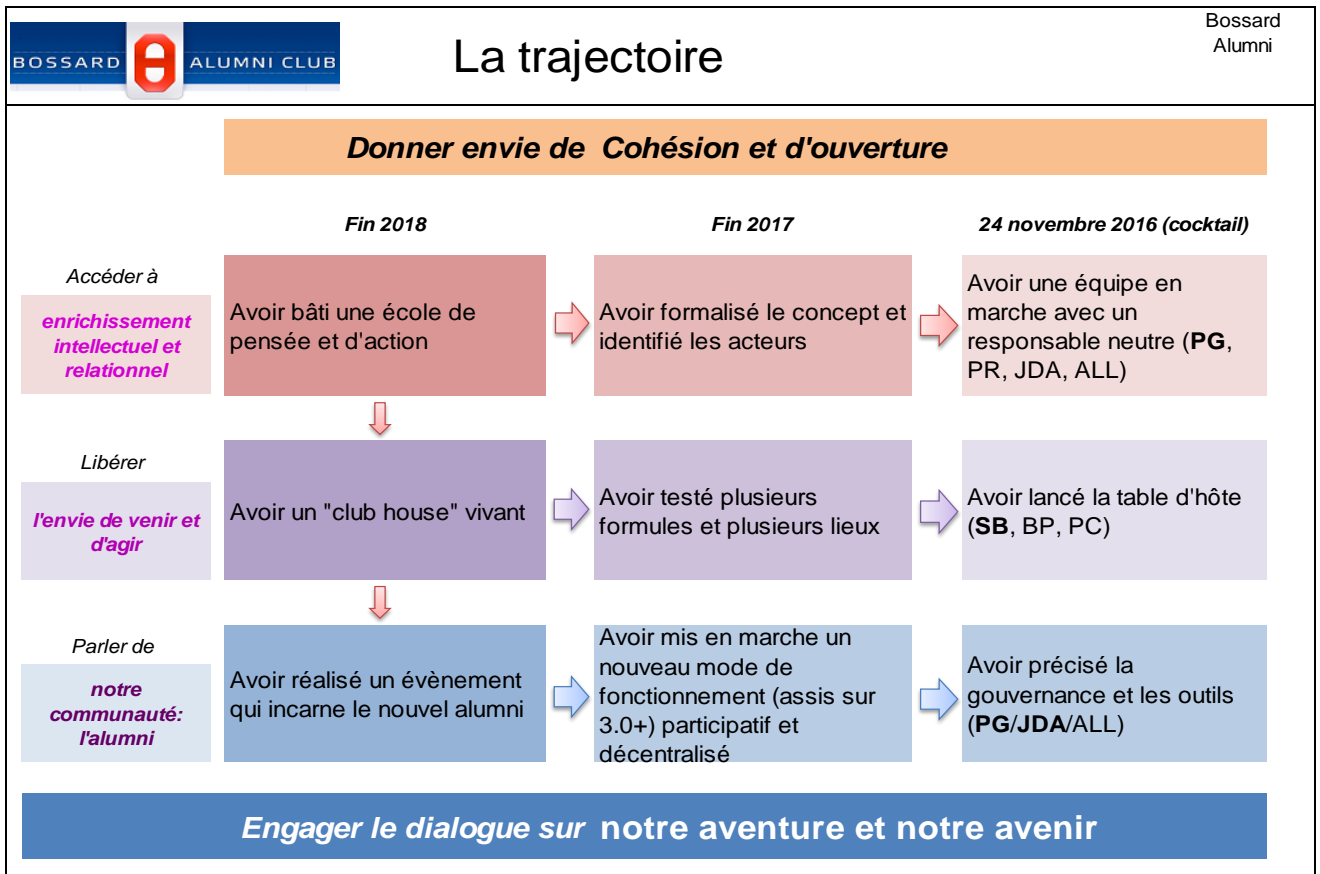 BOSSARD ALUMNI CLUB
La trajectoire
Bossard
Alumni
Donner envie de Cohésion et d'ouverture
Fin 2018
Fin 2017
24 novembre 2016 (cocktail)
Accéder à
enrichissement
intellectuel et
relationnel
Avoir bâti une école de
pensée et d'action
Avoir formalisé le concept et
identifié les acteurs
Avoir une équipe en
marche avec un
responsable neutre (PG,
PR, JDA, ALL)
Libérer
l'envie de venir et
d'agir
Avoir un "club house" vivant
Avoir testé plusieurs
formules et plusieurs lieux
Avoir lancé la table d'hôte
(SB, BP, PC)
Parler de
notre
communauté:
l'alumni
Avoir réalisé un évènement
qui incarne le nouvel alumni
Avoir mis en marche un
nouveau mode de
fonctionnement (assis sur
3.0+) participatif et
décentralisé
Avoir précisé la
gouvernance et les outils
(PG/JDA/ALL)
Engager le dialogue sur notre aventure et notre avenir